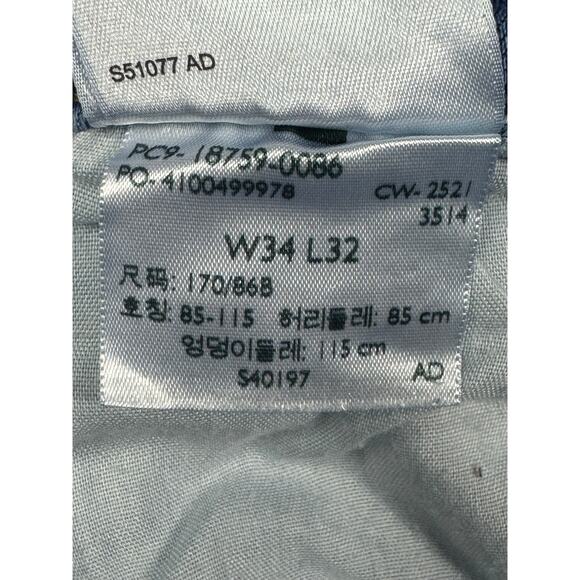 S51077 AD
PC9-18759-0086
PO-4100499978 CW-2521
3514
W34 L32
尺码: 170/86B
호칭: 85-115 허리둘레: 85 cm
엉덩이둘레: 115 cm
S40197 AD